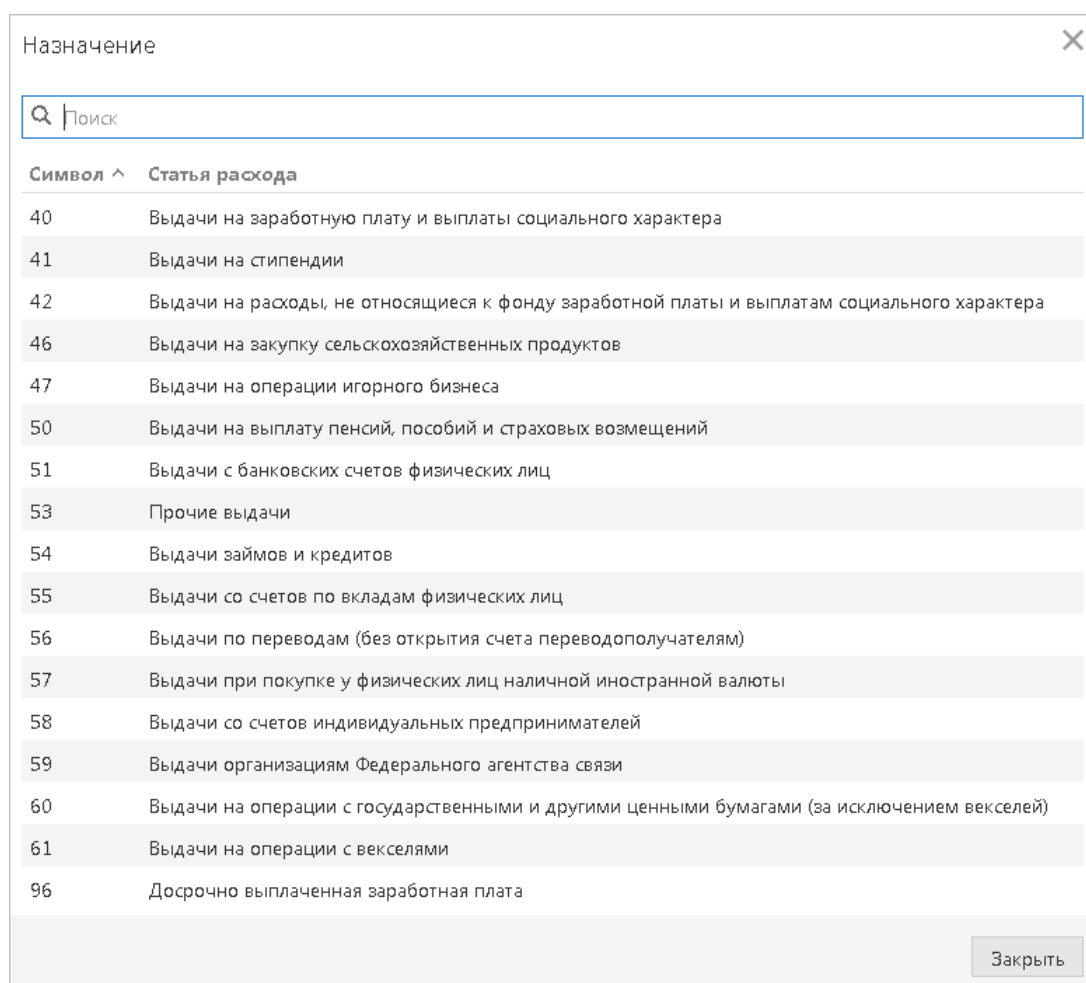 Назначение
Поиск
Символ Статья расхода
40 Выдачи на заработную плату и выплаты социального характера
41 Выдачи на стипендии
42 Выдачи на расходы, не относящиеся к фонду заработной платы и выплатам социального характера
46 Выдачи на закупку сельскохозяйственных продуктов
47 Выдачи на операции игорного бизнеса
50 Выдачи на выплату пенсий, пособий и страховых возмещений
51 Выдачи с банковских счетов физических лиц
53 Прочие выдачи
54 Выдачи займов и кредитов
55 Выдачи со счетов по вкладам физических лиц
56 Выдачи по переводам (без открытия счета переводополучателям)
57 Выдачи при покупке у физических лиц наличной иностранной валюты
58 Выдачи со счетов индивидуальных предпринимателей
59 Выдачи организациям Федерального агентства связи
60 Выдачи на операции с государственными и другими ценными бумагами (за исключением векселей)
61 Выдачи на операции с векселями
96 Досрочно выплаченная заработная плата
Закрыть